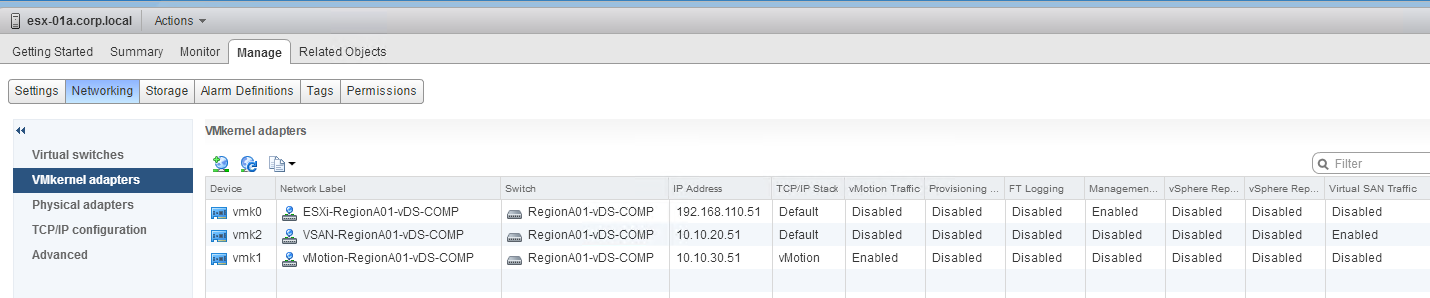 esx-01a.corp.local Actions
Getting Started Summary Monitor Manage Related Objects
Settings Networking Storage Alarm Definitions Tags Permissions
Virtual switches
VMkernel adapters
Physical adapters
TCP/IP configuration
Advanced
VMkernel adapters
Filter
Device Network Label Switch IP Address TCP/IP Stack vMotion Traffic Provisioning ... FT Logging Managemen... vSphere Rep... vSphere Rep... Virtual SAN Traffic
vmk0 ESXi-RegionA01-vDS-COMP RegionA01-vDS-COMP 192.168.110.51 Default Disabled Disabled Disabled Enabled Disabled Disabled Disabled
vmk2 VSAN-RegionA01-vDS-COMP RegionA01-vDS-COMP 10.10.20.51 Default Disabled Disabled Disabled Disabled Disabled Disabled Enabled
vmk1 vMotion-RegionA01-vDS-COMP RegionA01-vDS-COMP 10.10.30.51 vMotion Enabled Disabled Disabled Disabled Disabled Disabled Disabled